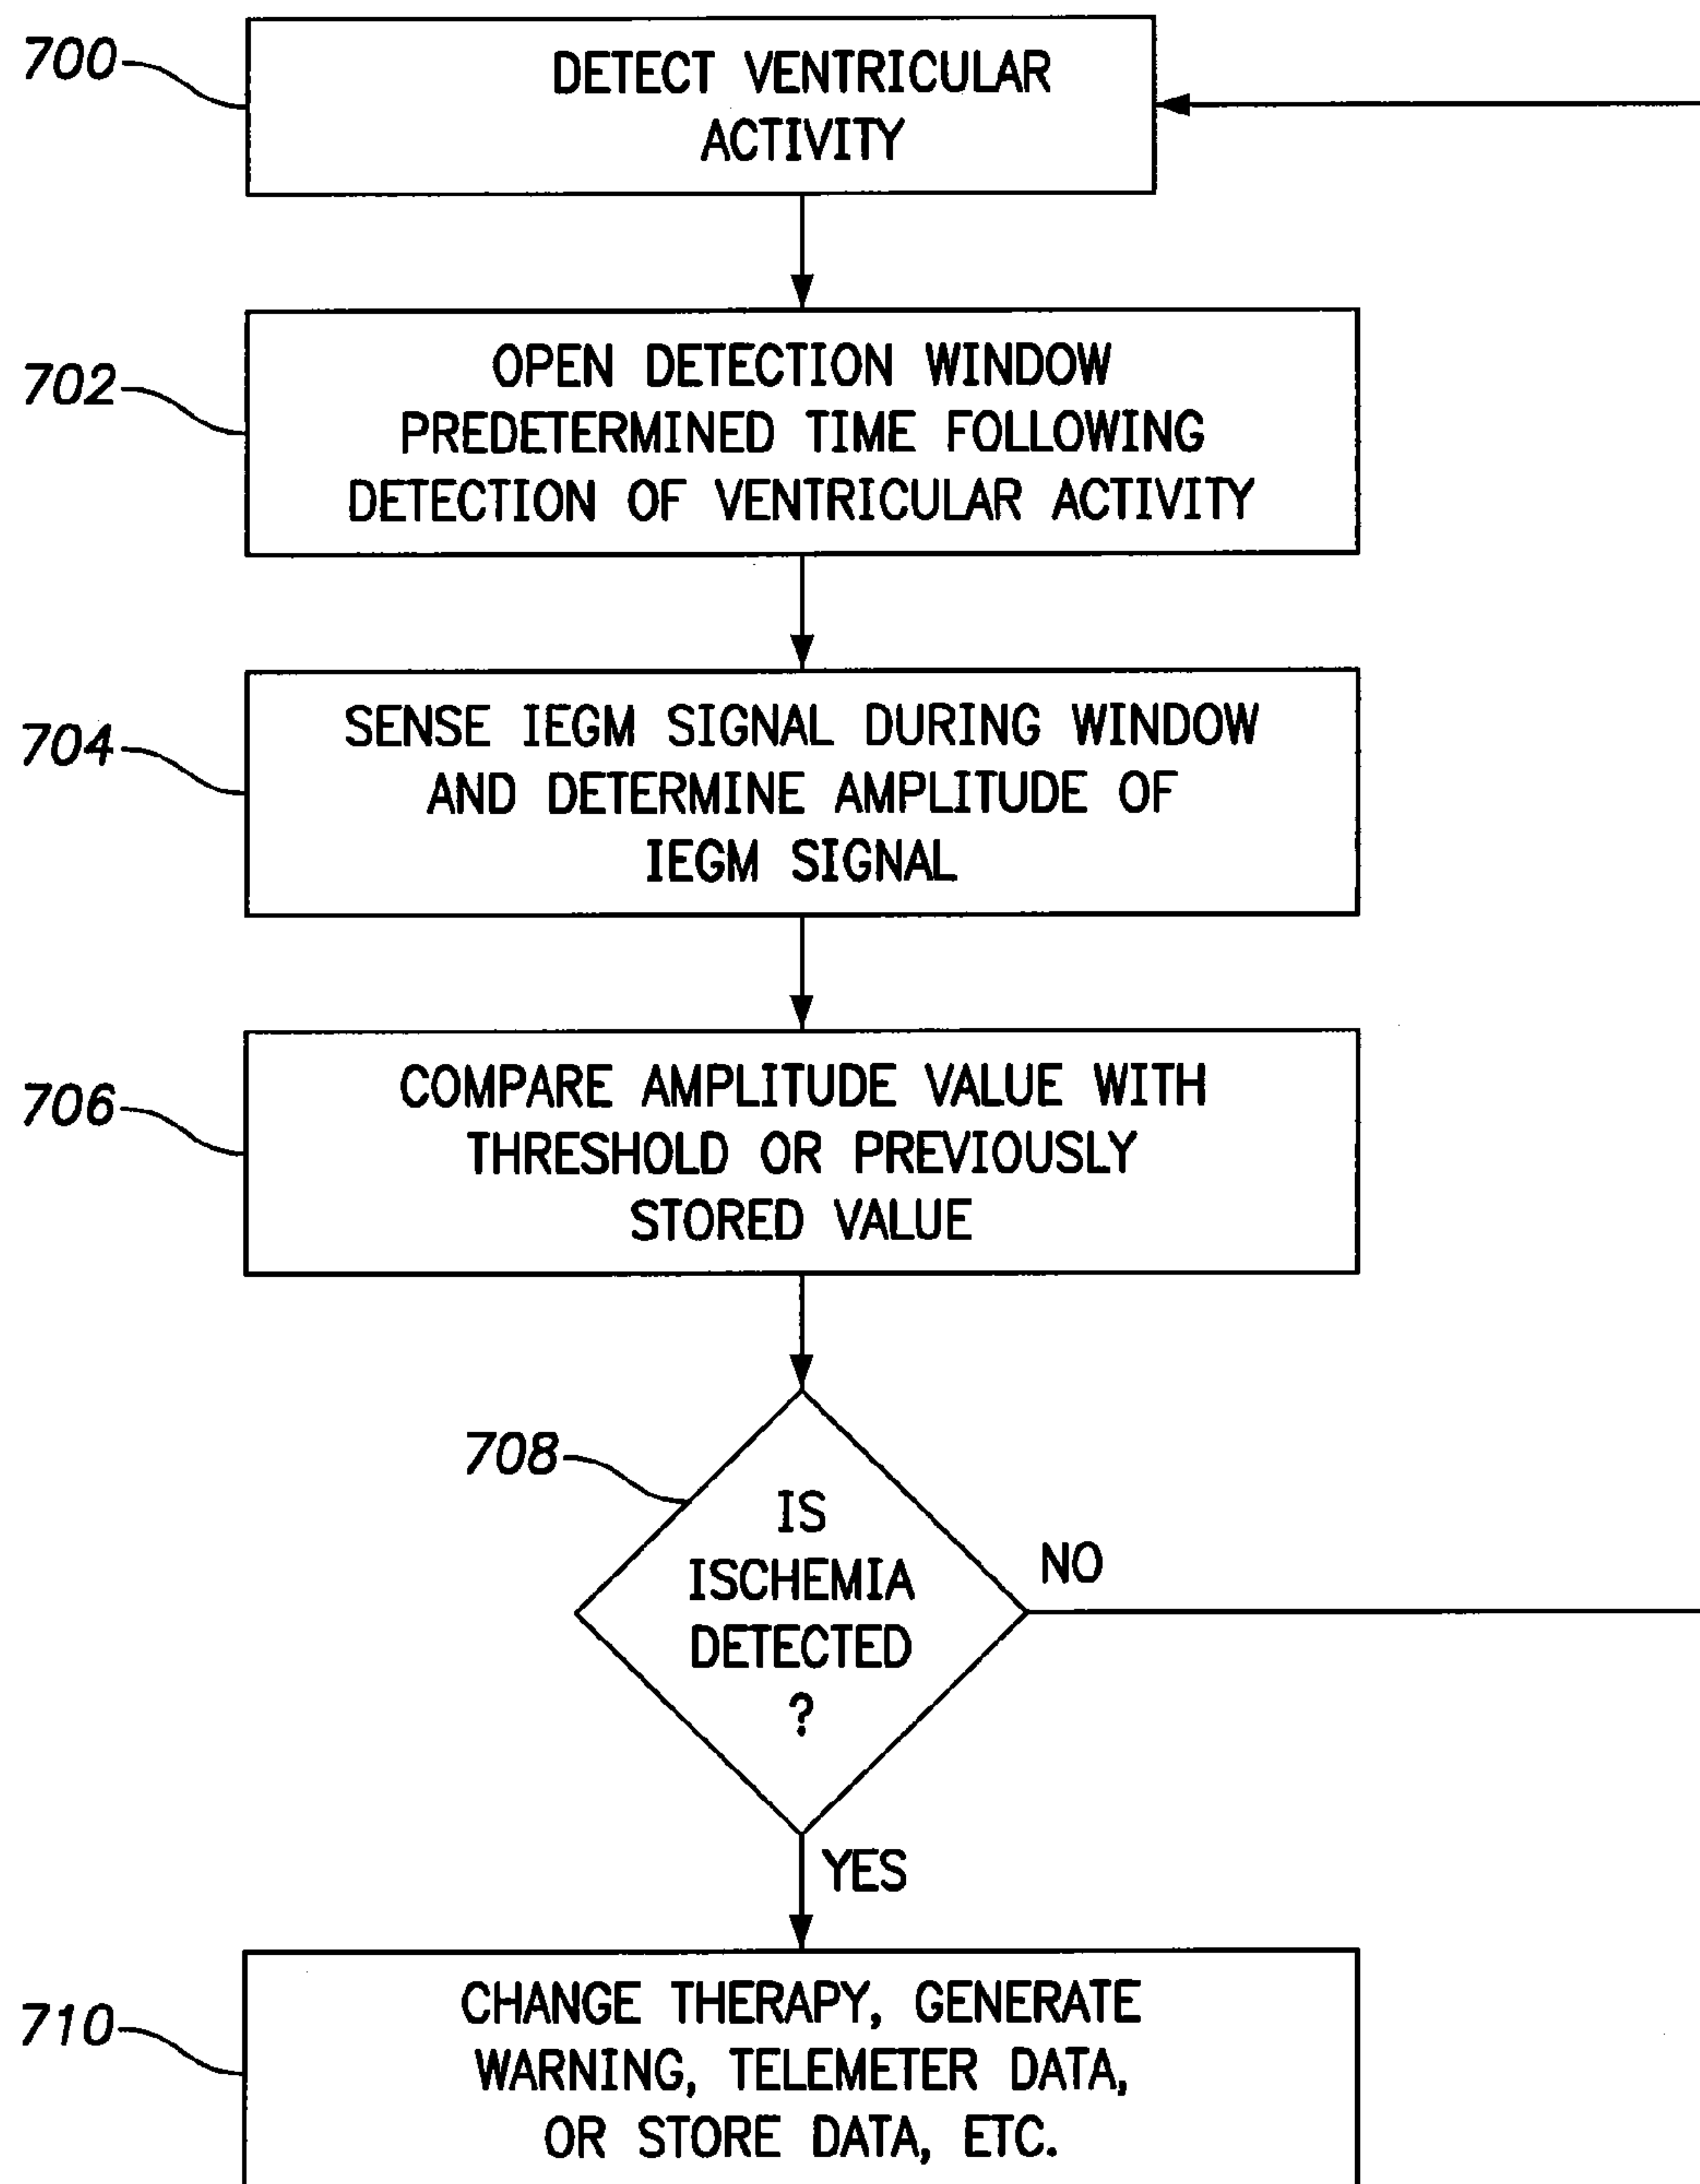 700
DETECT VENTRICULAR
ACTIVITY
702
OPEN DETECTION WINDOW
PREDETERMINED TIME FOLLOWING
DETECTION OF VENTRICULAR ACTIVITY
704
SENSE IEGM SIGNAL DURING WINDOW
AND DETERMINE AMPLITUDE OF
IEGM SIGNAL
706
COMPARE AMPLITUDE VALUE WITH
THRESHOLD OR PREVIOUSLY
STORED VALUE
708
IS
ISCHEMIA
DETECTED
?
NO
YES
710
CHANGE THERAPY, GENERATE
WARNING, TELEMETER DATA,
OR STORE DATA, ETC.